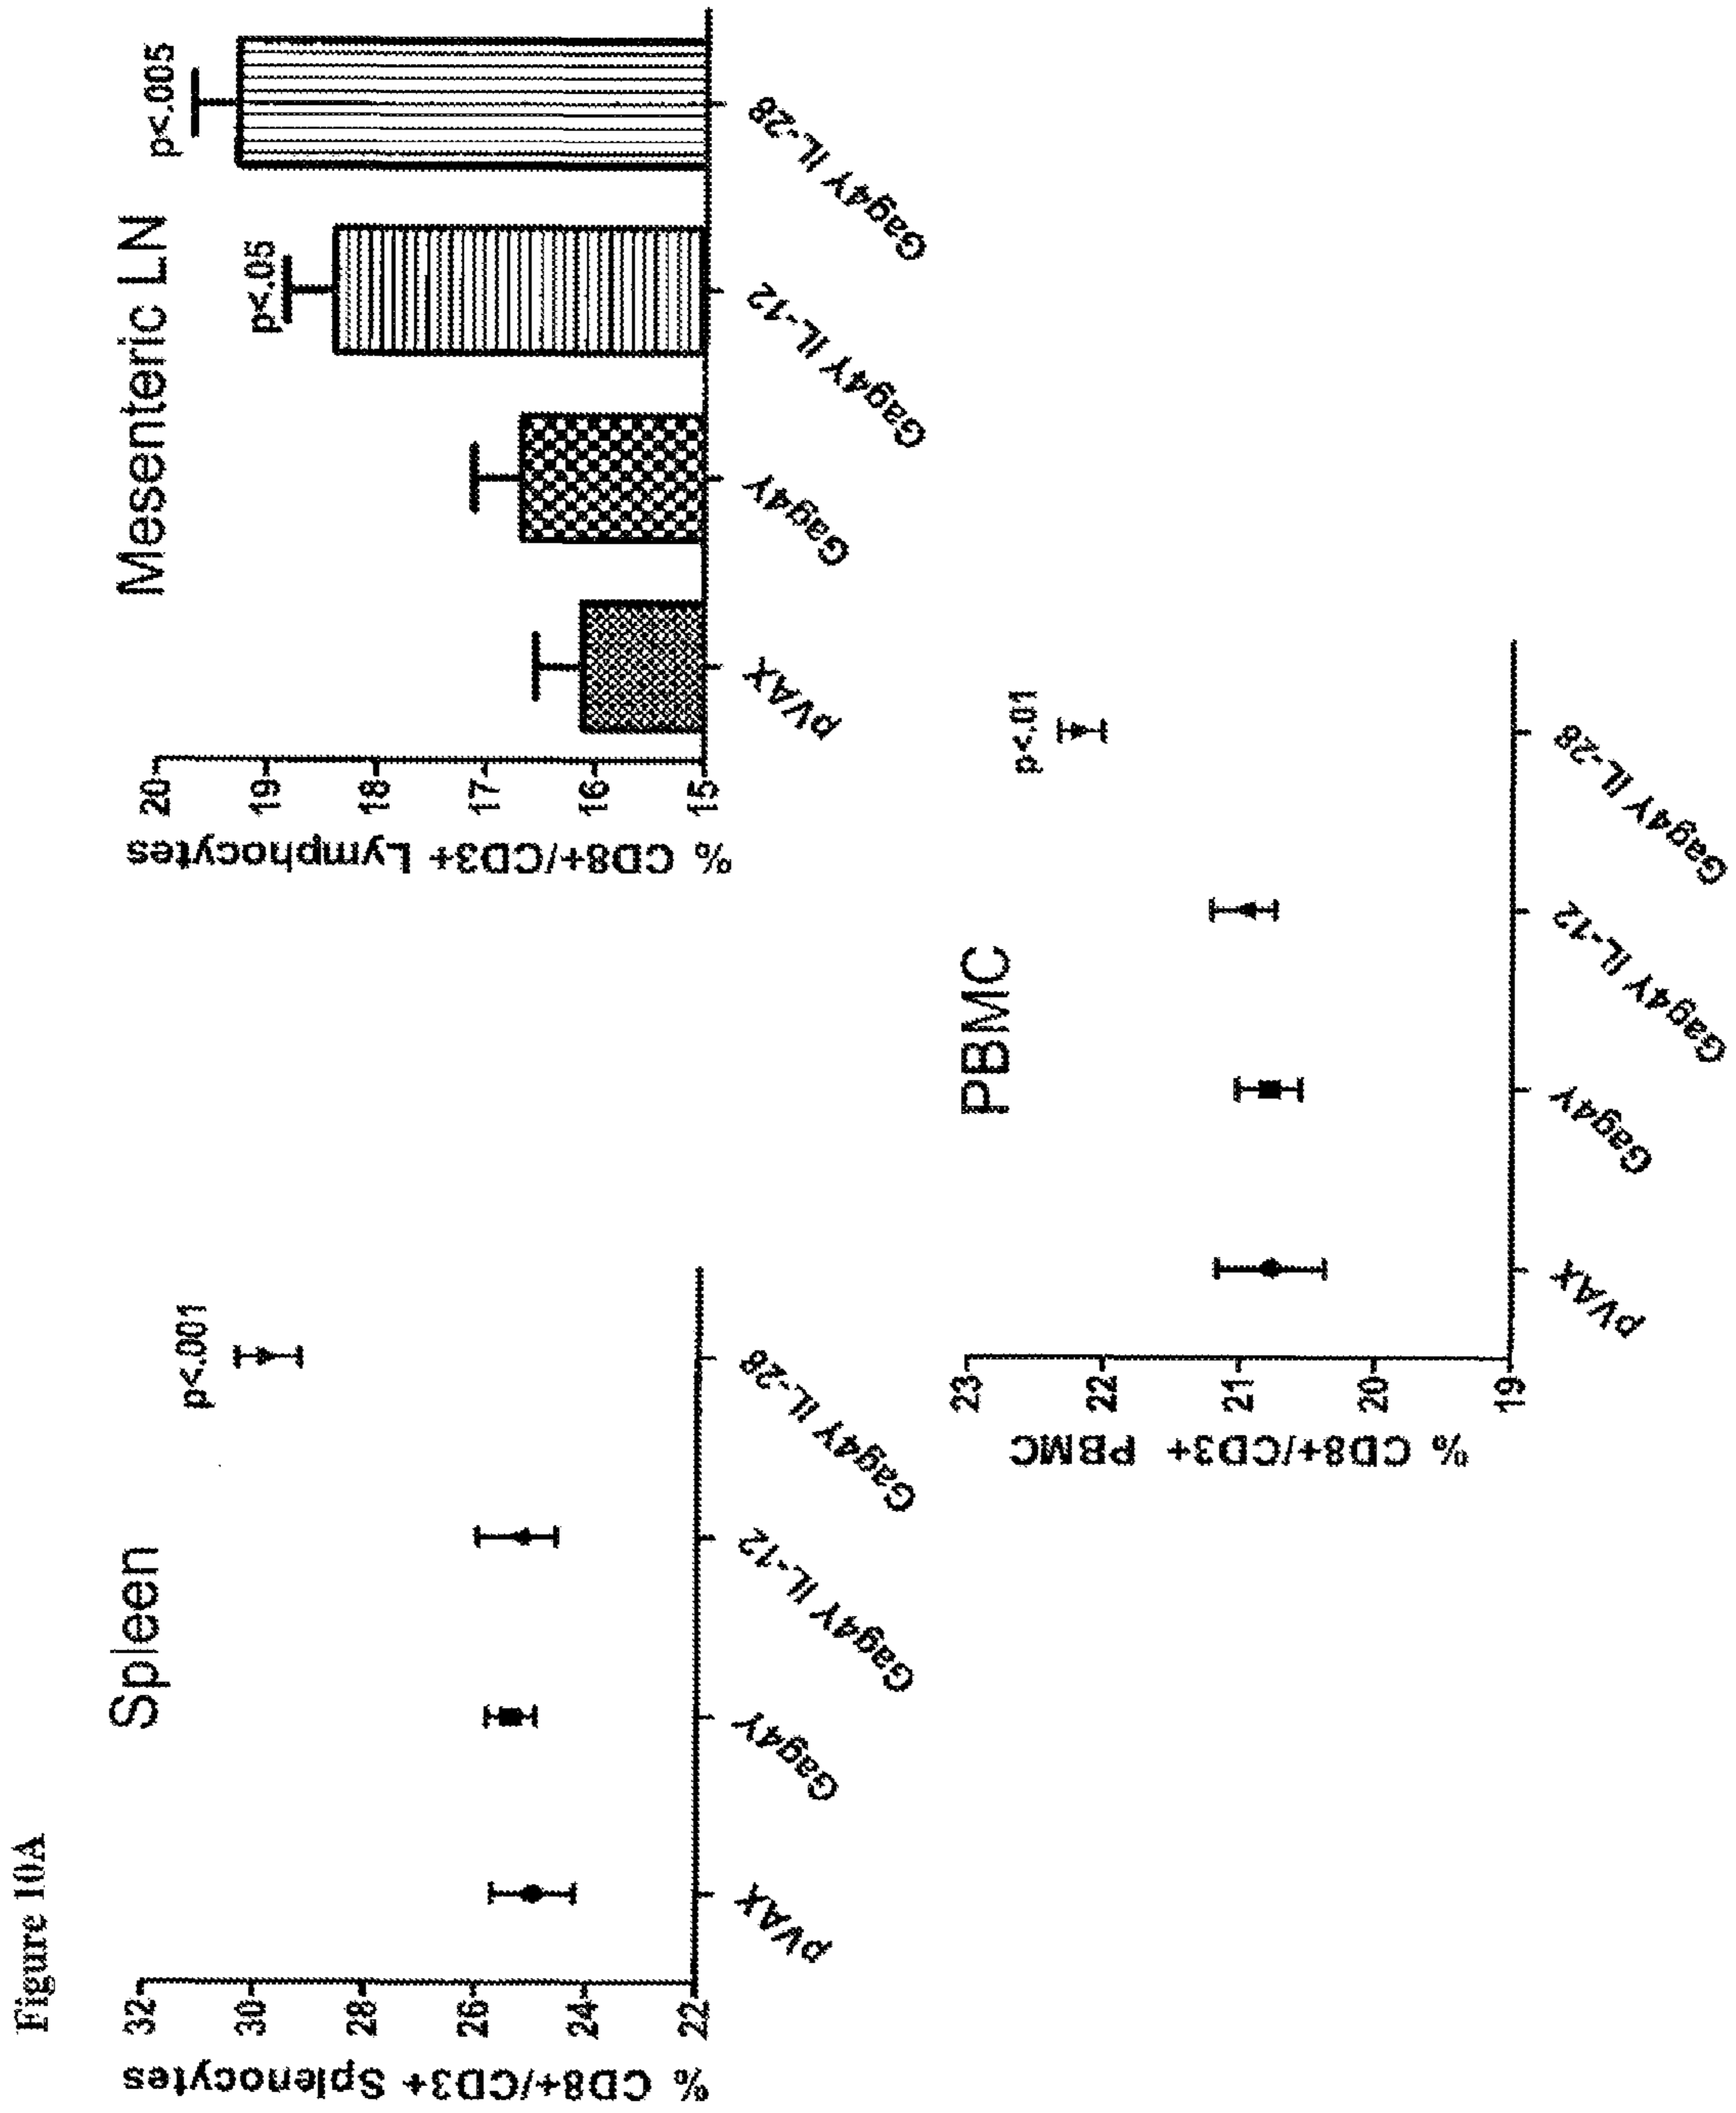 Figure 10A
Spleen
p<.001
% CD8+/CD3+ Splenocytes
32
30
28
26
24
22
pVAX
Gag4Y
Gag4Y IL-12
Gag4Y IL-28
Mesenteric LN
p<.05
p<.005
% CD8+/CD3+ Lymphocytes
20
19
18
17
16
15
pVAX
Gag4Y
Gag4Y IL-12
Gag4Y IL-28
PBMC
p<.01
% CD8+/CD3+ PBMC
23
22
21
20
19
pVAX
Gag4Y
Gag4Y IL-12
Gag4Y IL-28